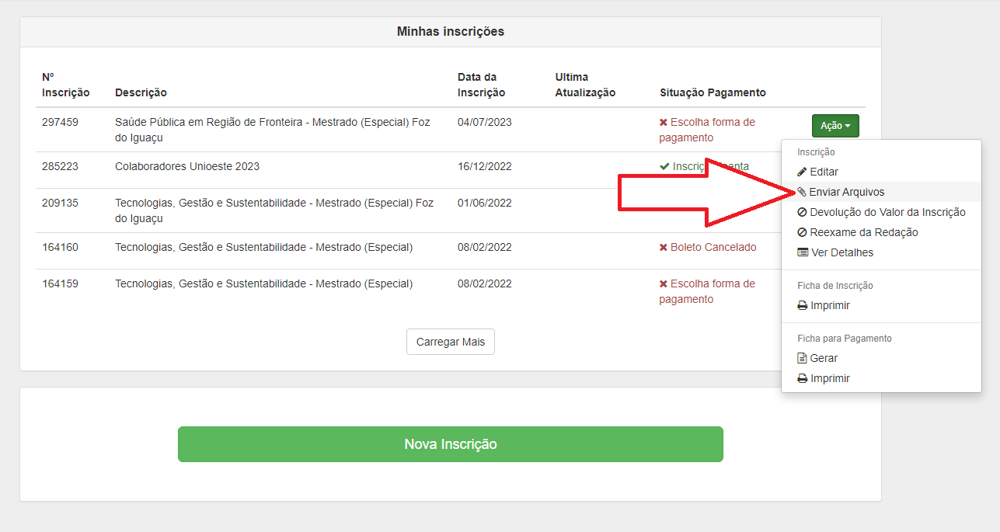 Minhas inscrições
Nº
Inscrição
Descrição
Data da
Inscrição
Ultima
Atualização
Situação Pagamento
297459
Saúde Pública em Região de Fronteira - Mestrado (Especial) Foz
do Iguaçu
04/07/2023
Escolha forma de
pagamento
Ação
285223
Colaboradores Unioeste 2023
16/12/2022
209135
Tecnologias, Gestão e Sustentabilidade - Mestrado (Especial) Foz
do Iguaçu
01/06/2022
164160
Tecnologias, Gestão e Sustentabilidade - Mestrado (Especial)
08/02/2022
Boleto Cancelado
164159
Tecnologias, Gestão e Sustentabilidade - Mestrado (Especial)
08/02/2022
Escolha forma de
pagamento
Carregar Mais
Inscrição
Editar
Enviar Arquivos
Devolução do Valor da Inscrição
Reexame da Redação
Ver Detalhes
Ficha de Inscrição
Imprimir
Ficha para Pagamento
Gerar
Imprimir
Nova Inscrição